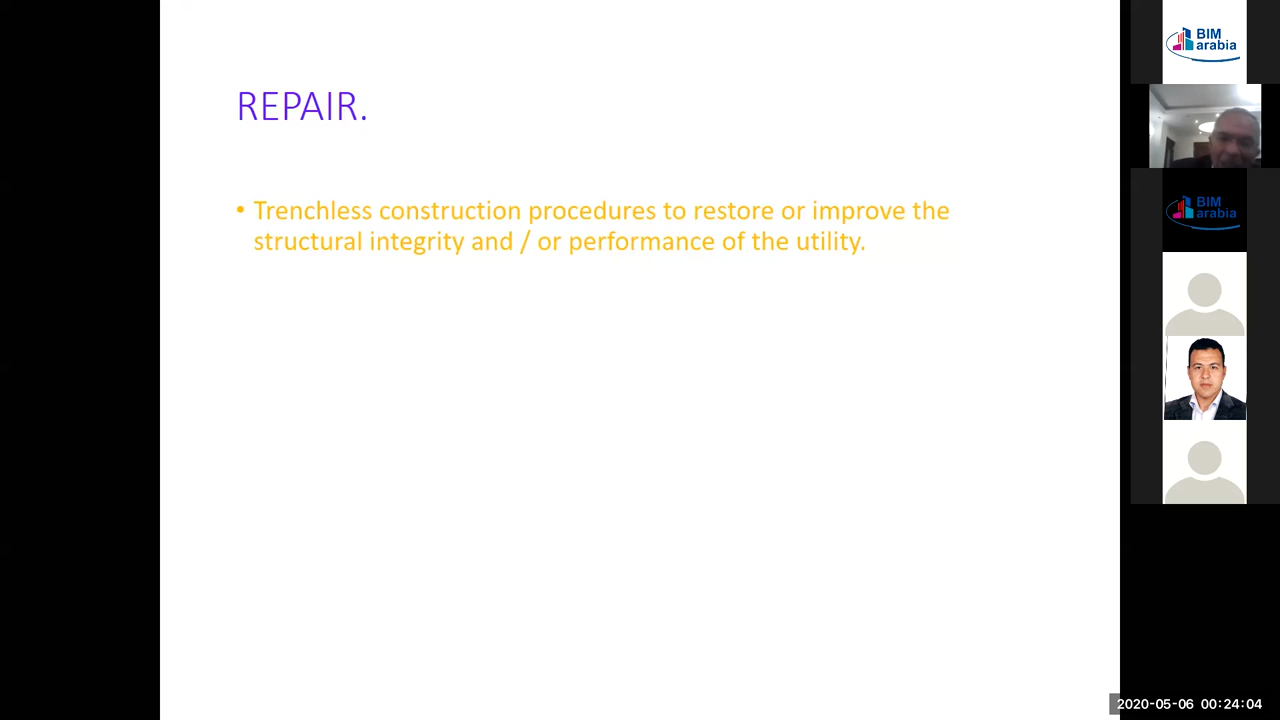 REPAIR.
• Trenchless construction procedures to restore or improve the
structural integrity and / or performance of the utility.
BIM
arabia
BIM
arabia
2020-05-06 00:24:04